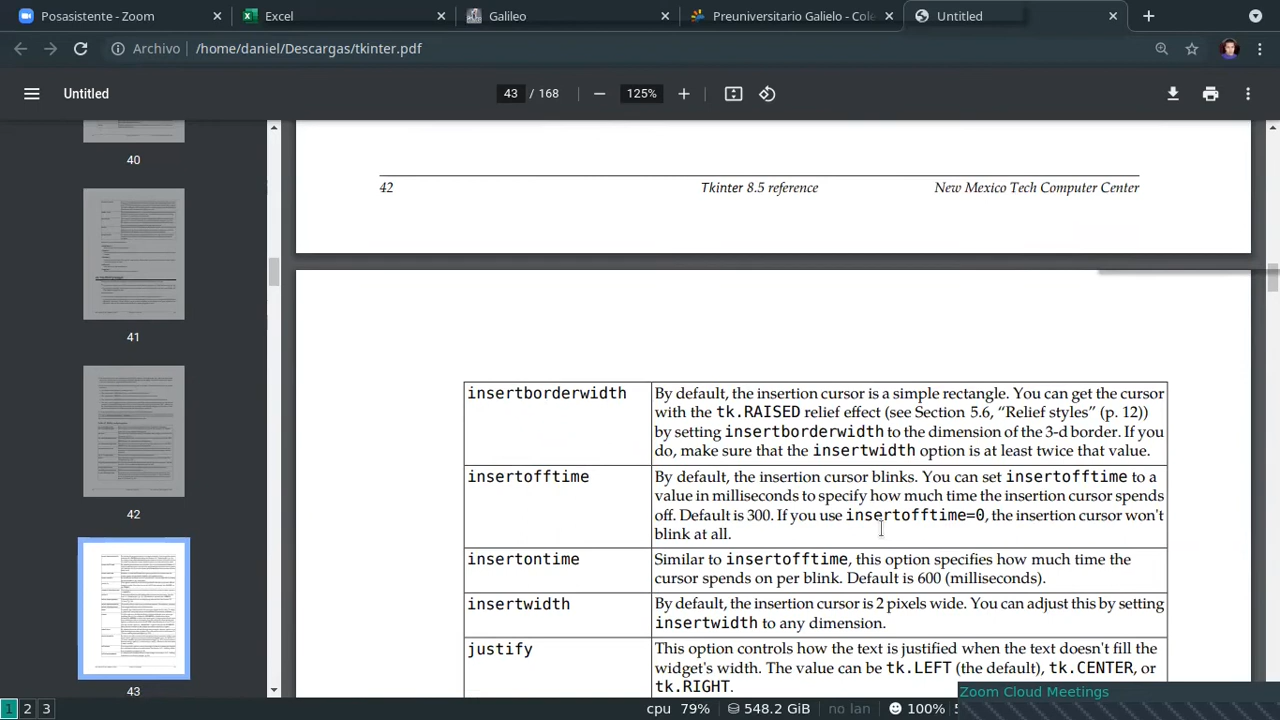 Posasistente - Zoom
Excel
Galileo
Preuniversitario Galielo - Cole
Untitled
Archivo
/home/daniel/Descargas/tkinter.pdf
Untitled
43 / 168
125%
40
41
42
43
42
Tkinter 8.5 reference
New Mexico Tech Computer Center
insertborderwidth
By default, the insertion cursor is a simple rectangle. You can get the cursor
with the tk.RAISED relief effect (see Section 5.6, “Relief styles” (p. 12))
by setting insertborderwidth to the dimension of the 3-d border. If you
do, make sure that the insertwidth option is at least twice that value.
insertofftime
By default, the insertion cursor blinks. You can set insertofftime to a
value in milliseconds to specify how much time the insertion cursor spends
off. Default is 300. If you use insertofftime=0, the insertion cursor won't
blink at all.
insertontime
Similar to insertofftime, this option specifies how much time the
cursor spends on per blink. Default is 600 (milliseconds).
insertwidth
By default, the insertion cursor is 2 pixels wide. You can adjust this by setting
insertwidth to any dimension.
justify
This option controls how the text is justified when the text doesn't fill the
widget's width. The value can be tk.LEFT (the default), tk.CENTER, or
tk.RIGHT.
Zoom Cloud Meetings
1 2 3
cpu 79%
548.2 GiB
no lan
100%